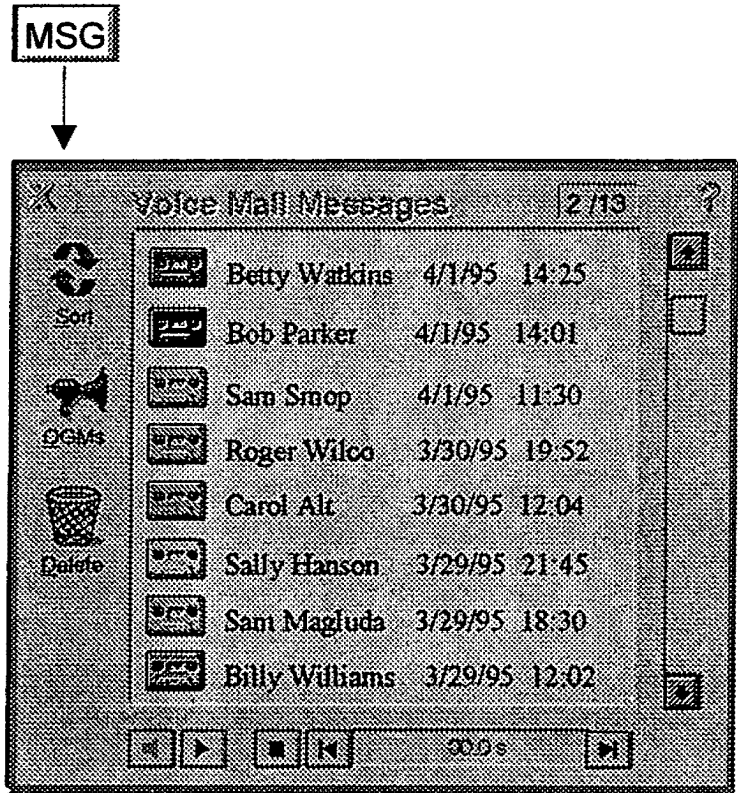 MSG
Voice Mail Messages 2/13 ?
Betty Watkins 4/1/95 14:25
Sort
Bob Parker 4/1/95 14:01
Sam Smop 4/1/95 11:30
OGMs
Roger Wilco 3/30/95 19:52
Carol Alt 3/30/95 12:04
Delete
Sally Hanson 3/29/95 21:45
Sam Magluda 3/29/95 18:30
Billy Williams 3/29/95 12:02
00.0 s